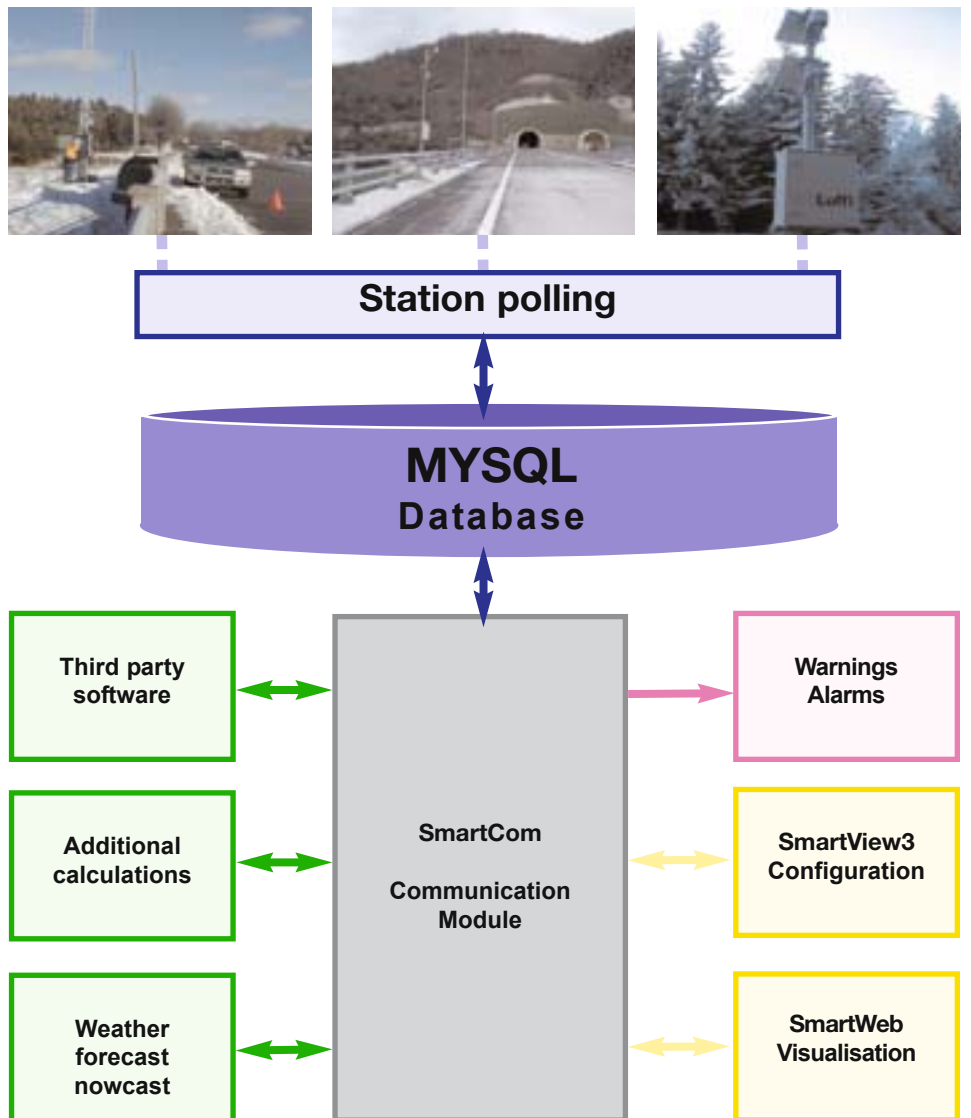 Lufft
Station polling
MYSQL
Database
Third party
software
Warnings
Alarms
SmartCom
Communication
Module
Additional
calculations
SmartView3
Configuration
Weather
forecast
nowcast
SmartWeb
Visualisation